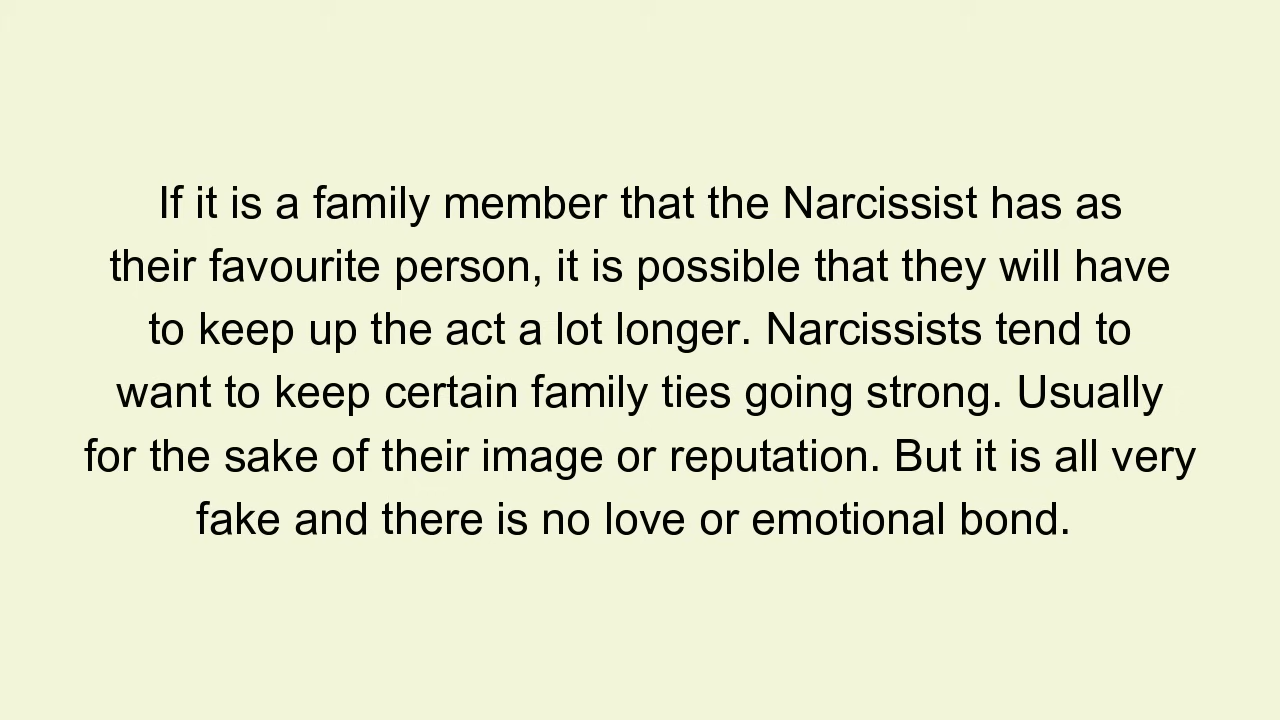 If it is a family member that the Narcissist has as
their favourite person, it is possible that they will have
to keep up the act a lot longer. Narcissists tend to
want to keep certain family ties going strong. Usually
for the sake of their image or reputation. But it is all very
fake and there is no love or emotional bond.